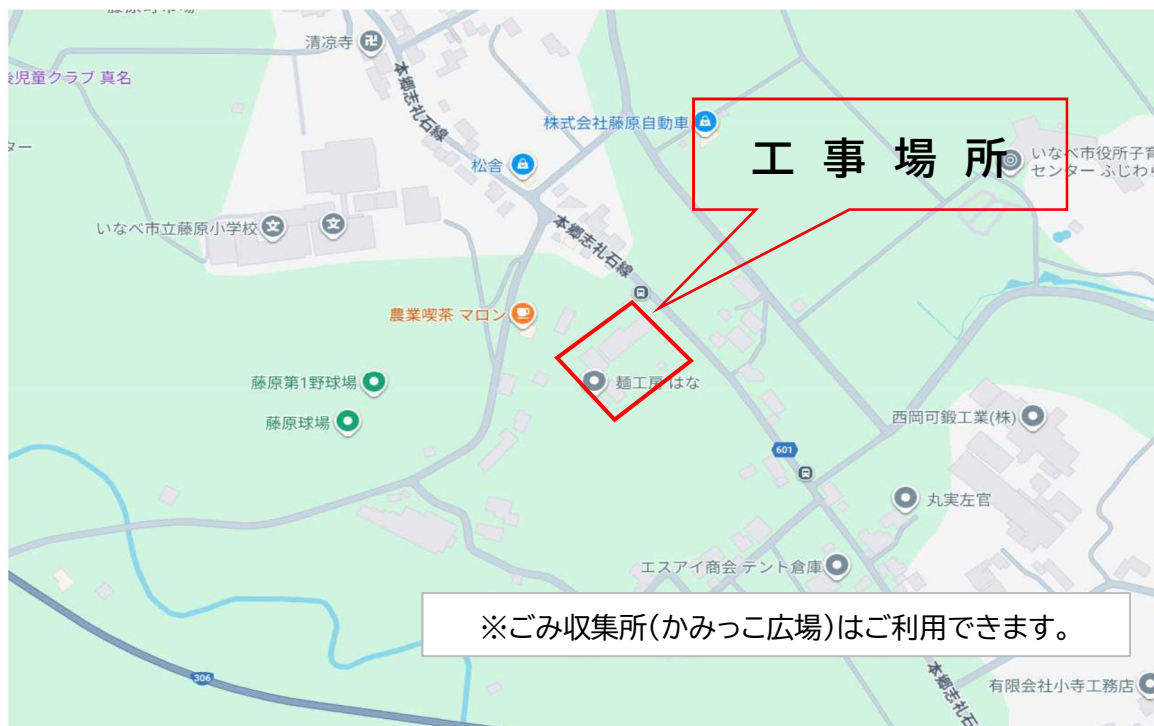 清凉寺
児童クラブ 真名
本郷志礼石線
株式会社藤原自動車
工事場所
いなべ市役所子育
センター ふじわら
ター
松舎
いなべ市立藤原小学校
本郷志礼石線
農業喫茶 マロン
藤原第1野球場
麺工房 はな
藤原球場
西岡可鍛工業(株)
601
丸実左官
エスアイ商会 テント倉庫
※ごみ収集所(かみっこ広場)はご利用できます。
306
本郷志礼石線
有限会社小寺工務店